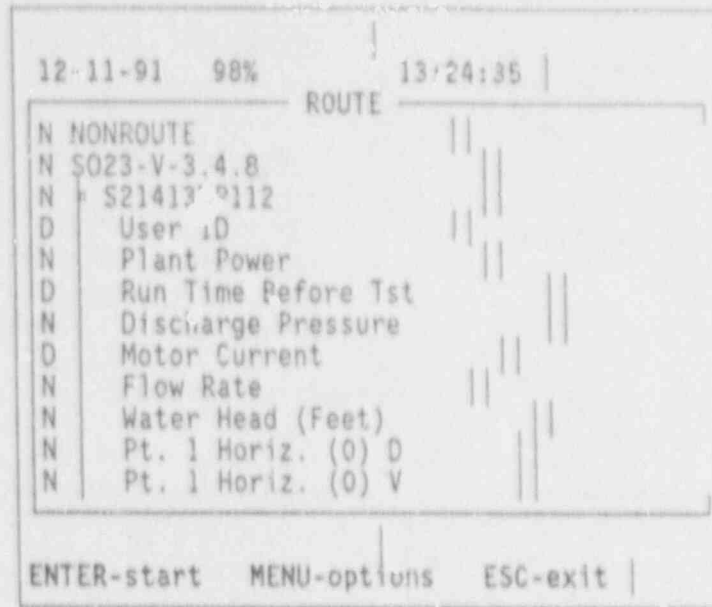 12-11-91 98% 13:24:35
ROUTE
N NONROUTE
N SO23-V-3.4.8
N
D User
N Plant Power
D Run Time Before Tst
N Discharge Pressure
D Motor Current
N Flow Rate
N Water Head (Feet)
N Pt. 1 Horiz. (0) D
N Pt. 1 Horiz. (0) V
ENTER-start MENU-options ESC-exit